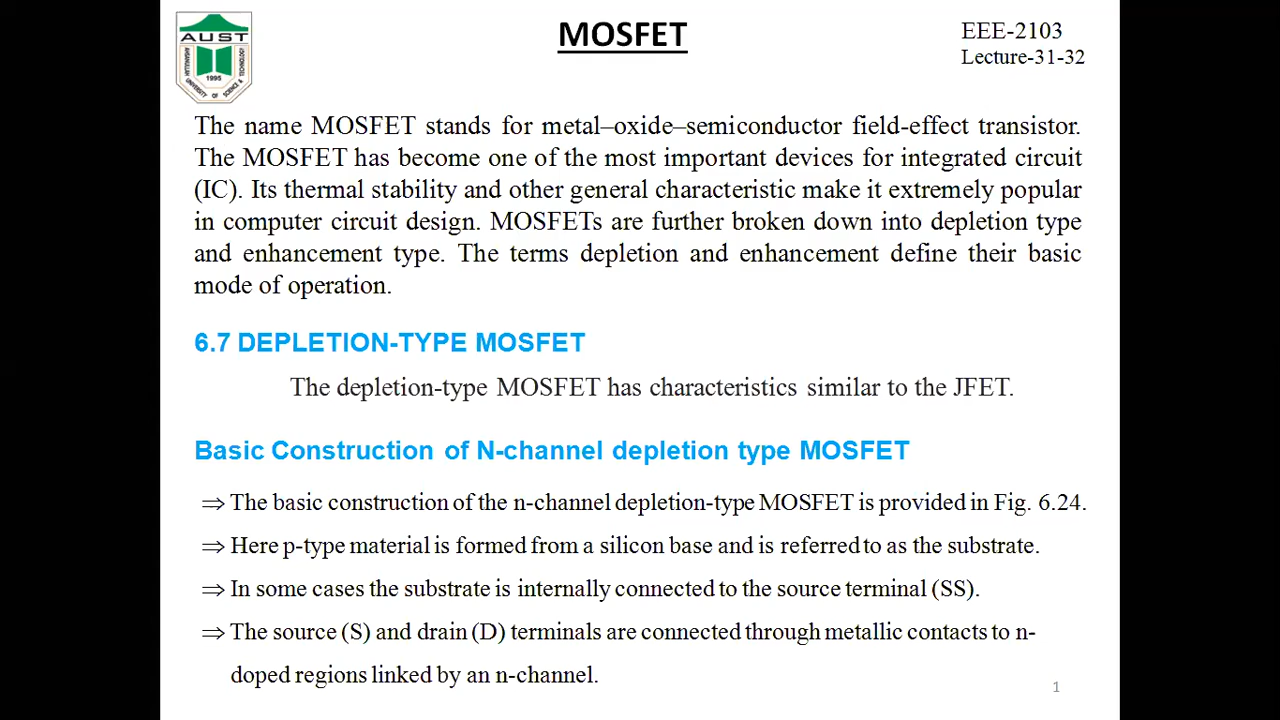 AUST
AHSANULLAH UNIVERSITY OF SCIENCE & TECHNOLOGY
1995
MOSFET
EEE-2103
Lecture-31-32
The name MOSFET stands for metal–oxide–semiconductor field-effect transistor.
The MOSFET has become one of the most important devices for integrated circuit
(IC). Its thermal stability and other general characteristic make it extremely popular
in computer circuit design. MOSFETs are further broken down into depletion type
and enhancement type. The terms depletion and enhancement define their basic
mode of operation.
6.7 DEPLETION-TYPE MOSFET
The depletion-type MOSFET has characteristics similar to the JFET.
Basic Construction of N-channel depletion type MOSFET
⇒ The basic construction of the n-channel depletion-type MOSFET is provided in Fig. 6.24.
⇒ Here p-type material is formed from a silicon base and is referred to as the substrate.
⇒ In some cases the substrate is internally connected to the source terminal (SS).
⇒ The source (S) and drain (D) terminals are connected through metallic contacts to n-
doped regions linked by an n-channel.
1